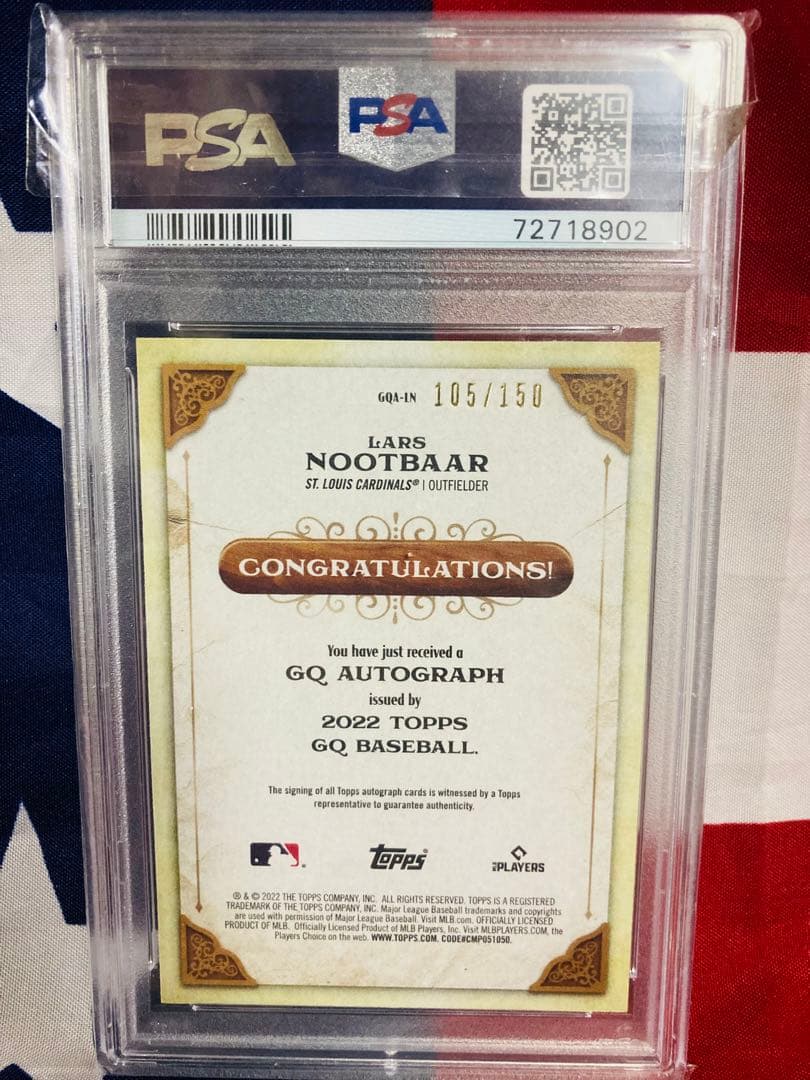 PSA PSA
72718902
GQA-LN 105/150
LARS
NOOTBAAR
ST. LOUIS CARDINALS® | OUTFIELDER
CONGRATULATIONS!
You have just received a
GQ AUTOGRAPH
issued by
2022 TOPPS
GQ BASEBALL.
The signing of all Topps autograph cards is witnessed by a Topps
representative to guarantee authenticity.
Topps PLAYERS
® & © 2022 THE TOPPS COMPANY, INC. ALL RIGHTS RESERVED. TOPPS IS A REGISTERED
TRADEMARK OF THE TOPPS COMPANY, INC. Major League Baseball trademarks and copyrights
are used with permission of Major League Baseball. Visit MLB.com. OFFICIALLY LICENSED
PRODUCT OF MLB. Officially Licensed Product of MLB Players, Inc. Visit MLBPLAYERS.COM, the
Players Choice on the web. WWW.TOPPS.COM. CODE#CMP051050.